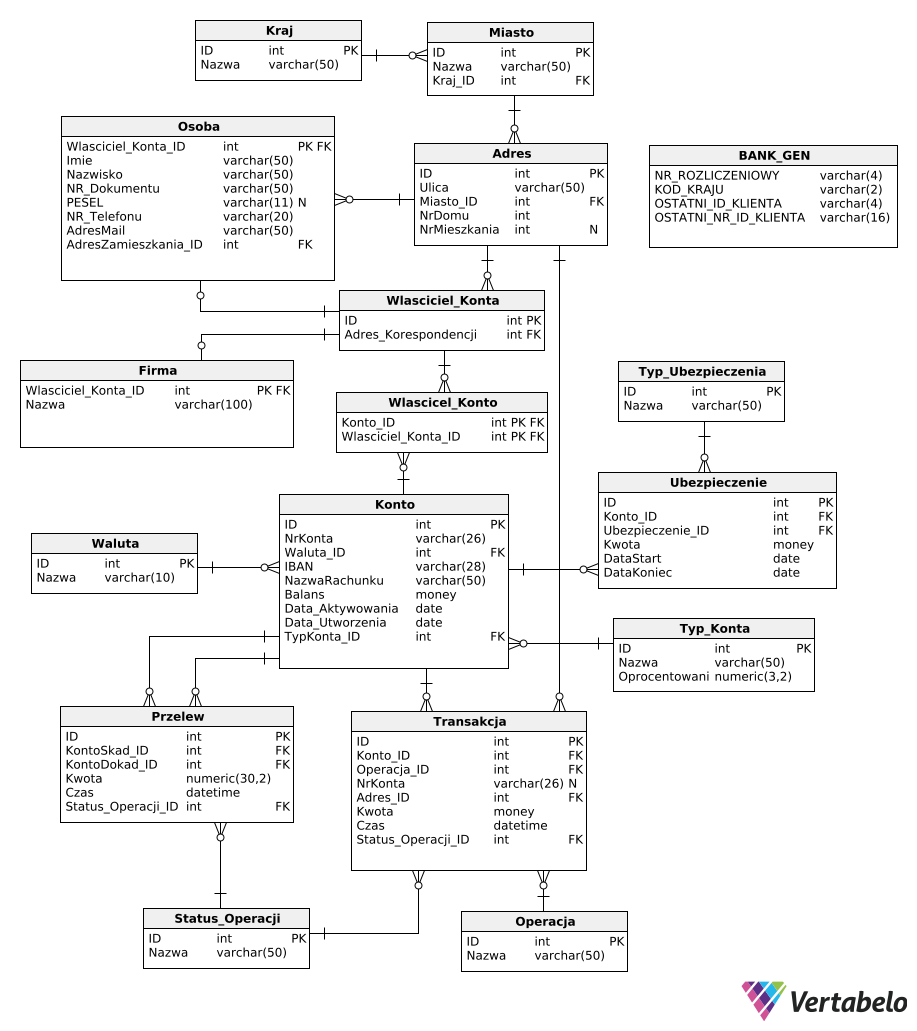 Kraj
ID int PK
Nazwa varchar(50)
Miasto
ID int PK
Nazwa varchar(50)
Kraj_ID int FK
Osoba
Wlasciciel_Konta_ID int PK FK
Imie varchar(50)
Nazwisko varchar(50)
NR_Dokumentu varchar(50)
PESEL varchar(11) N
NR_Telefonu varchar(20)
AdresMail varchar(50)
AdresZamieszkania_ID int FK
Adres
ID int PK
Ulica varchar(50)
Miasto_ID int FK
NrDomu int
NrMieszkania int N
BANK_GEN
NR_ROZLICZENIOWY varchar(4)
KOD_KRAJU varchar(2)
OSTATNI_ID_KLIENTA varchar(4)
OSTATNI_NR_ID_KLIENTA varchar(16)
Wlasciciel_Konta
ID int PK
Adres_Korespondencji int FK
Firma
Wlasciciel_Konta_ID int PK FK
Nazwa varchar(100)
Wlascicel_Konto
Konto_ID int PK FK
Wlasciciel_Konta_ID int PK FK
Typ_Ubezpieczenia
ID int PK
Nazwa varchar(50)
Ubezpieczenie
ID int PK
Konto_ID int FK
Ubezpieczenie_ID int FK
Kwota money
DataStart date
DataKoniec date
Konto
ID int PK
NrKonta varchar(26)
Waluta_ID int FK
IBAN varchar(28)
NazwaRachunku varchar(50)
Balans money
Data_Aktywowania date
Data_Utworzenia date
TypKonta_ID int FK
Waluta
ID int PK
Nazwa varchar(10)
Typ_Konta
ID int PK
Nazwa varchar(50)
Oprocentowani numeric(3,2)
Przelew
ID int PK
KontoSkad_ID int FK
KontoDokad_ID int FK
Kwota numeric(30,2)
Czas datetime
Status_Operacji_ID int FK
Transakcja
ID int PK
Konto_ID int FK
Operacja_ID int FK
NrKonta varchar(26) N
Adres_ID int FK
Kwota money
Czas datetime
Status_Operacji_ID int FK
Status_Operacji
ID int PK
Nazwa varchar(50)
Operacja
ID int PK
Nazwa varchar(50)
Vertabelo